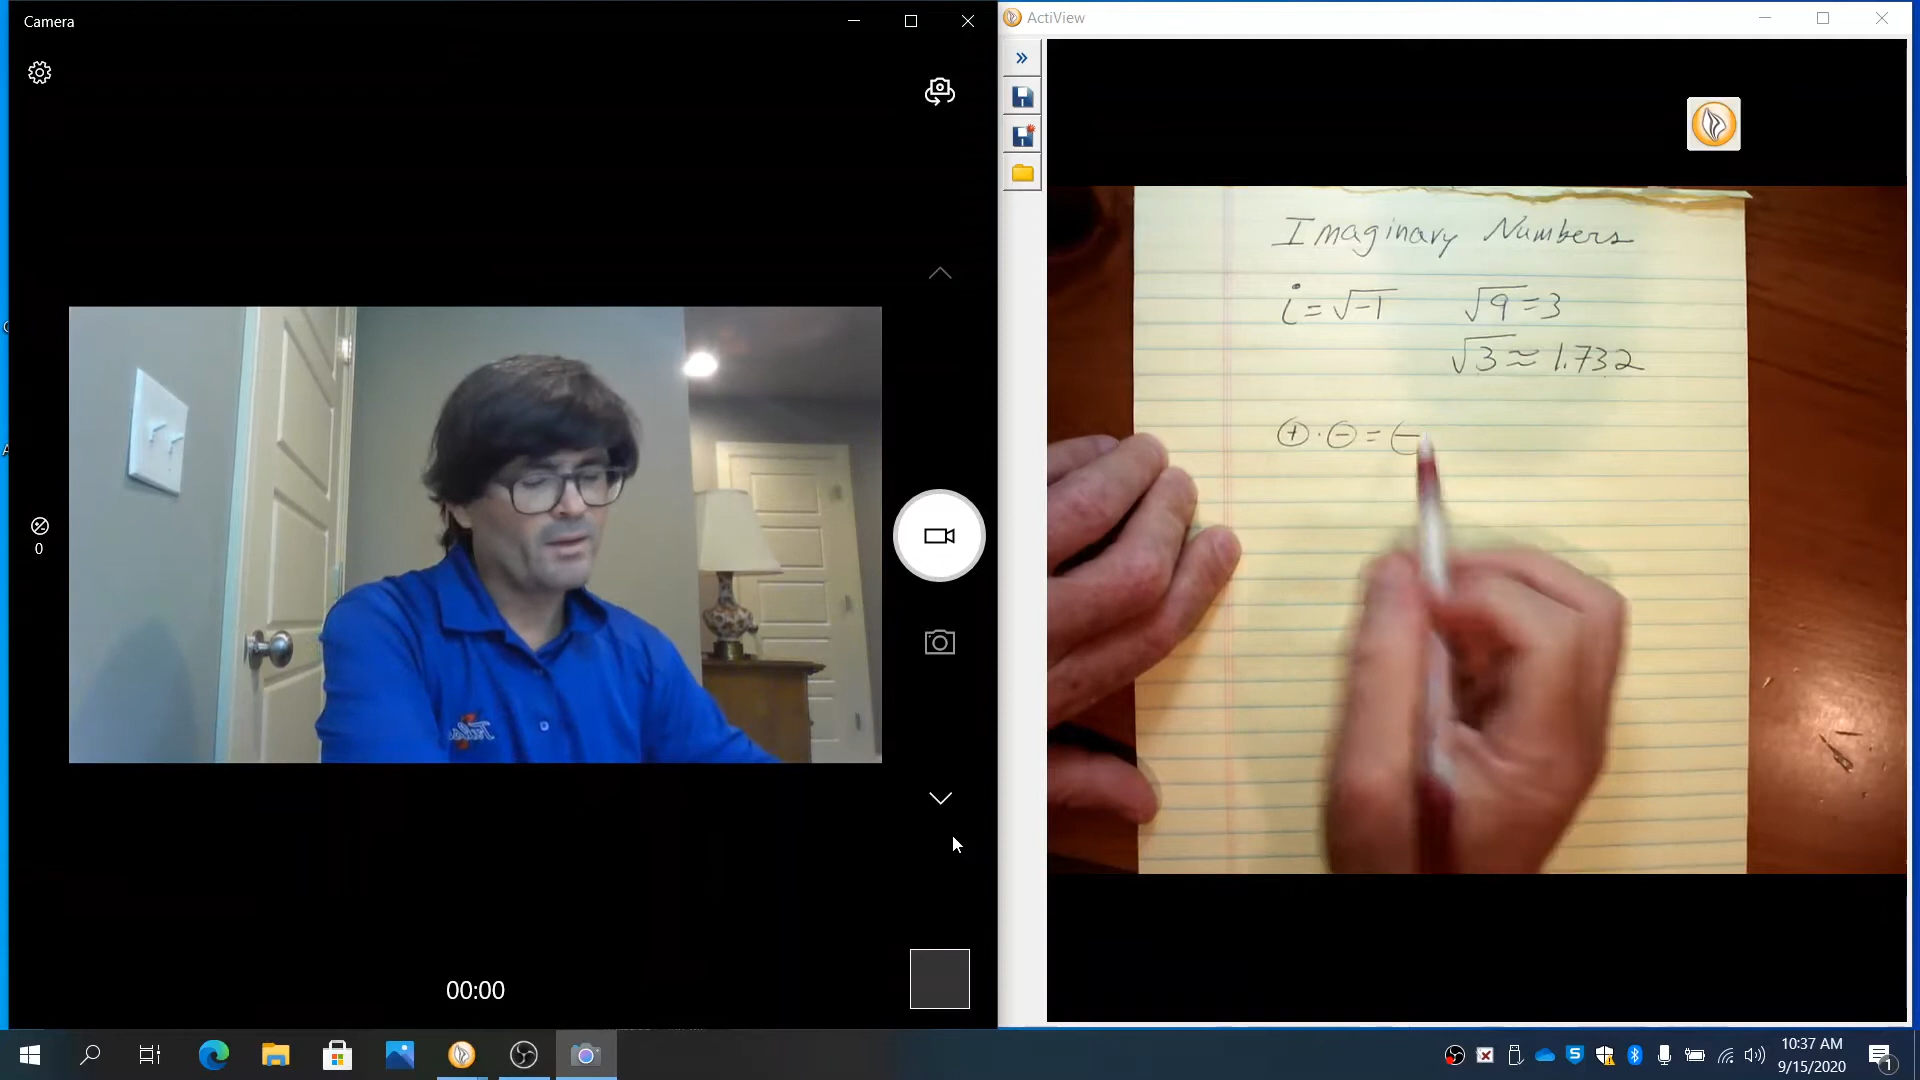 Camera
ActiView
Imaginary Numbers
i = √-1 √9 = 3
√3 ≈ 1.732
⊕ · ⊖ = ⊖
0
00:00
10:37 AM
9/15/2020
1